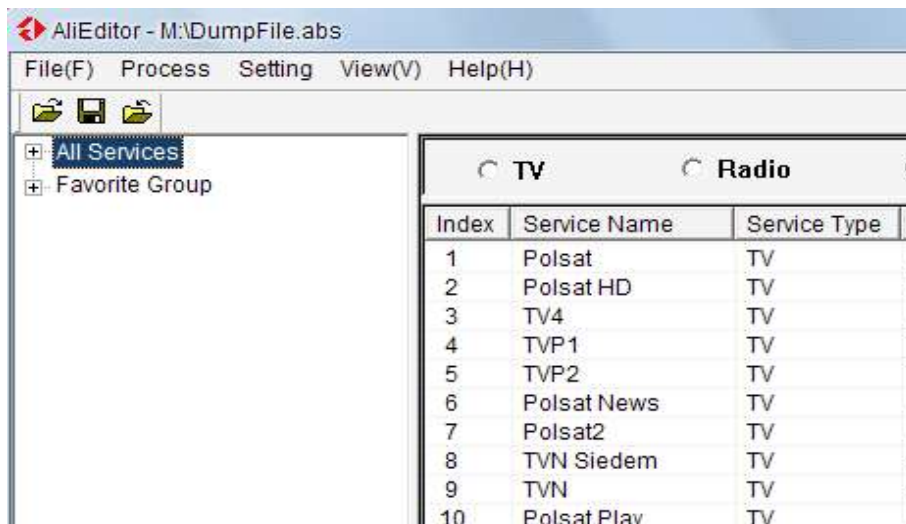 AliEditor - M:\DumpFile.abs
File(F) Process Setting View(V) Help(H)
All Services
Favorite Group
TV Radio
Index Service Name Service Type
1 Polsat TV
2 Polsat HD TV
3 TV4 TV
4 TVP1 TV
5 TVP2 TV
6 Polsat News TV
7 Polsat2 TV
8 TVN Siedem TV
9 TVN TV
10 Polsat Play TV